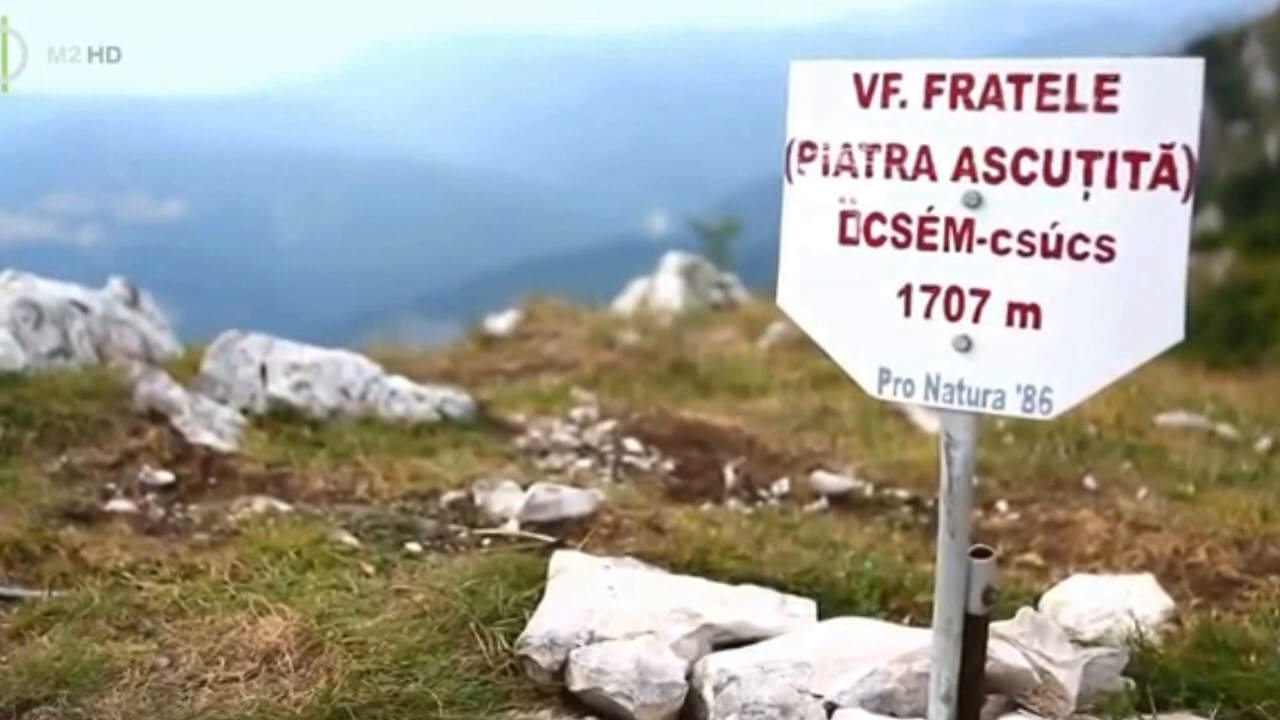 M2 HD
VF. FRATELE
(PIATRA ASCUȚITĂ)
ÖCSÉM-csúcs
1707 m
Pro Natura '86